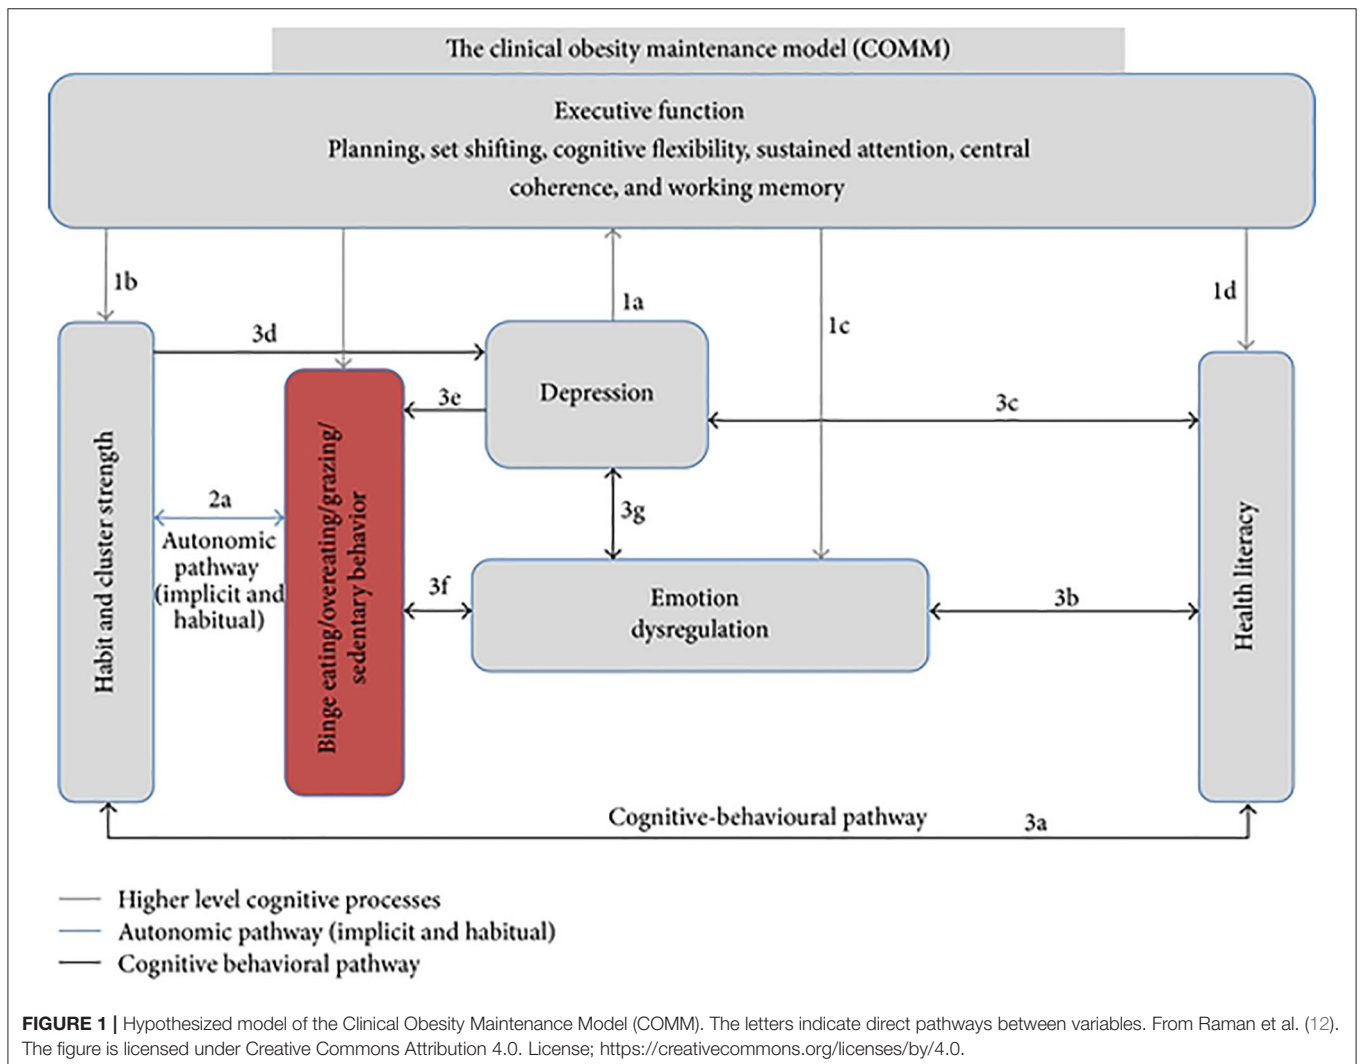 The clinical obesity maintenance model (COMM)
Executive function
Planning, set shifting, cognitive flexibility, sustained attention, central
coherence, and working memory
1b
1a
1c
1d
3d
3e
3c
Depression
Habit and cluster strength
2a
Autonomic
pathway
(implicit and
habitual)
Binge eating/overeating/grazing/
sedentary behavior
3g
3f
Emotion
dysregulation
3b
Health literacy
Cognitive-behavioural pathway
3a
Higher level cognitive processes
Autonomic pathway (implicit and habitual)
Cognitive behavioral pathway
FIGURE 1 | Hypothesized model of the Clinical Obesity Maintenance Model (COMM). The letters indicate direct pathways between variables. From Raman et al. (12).
The figure is licensed under Creative Commons Attribution 4.0. License; https://creativecommons.org/licenses/by/4.0.